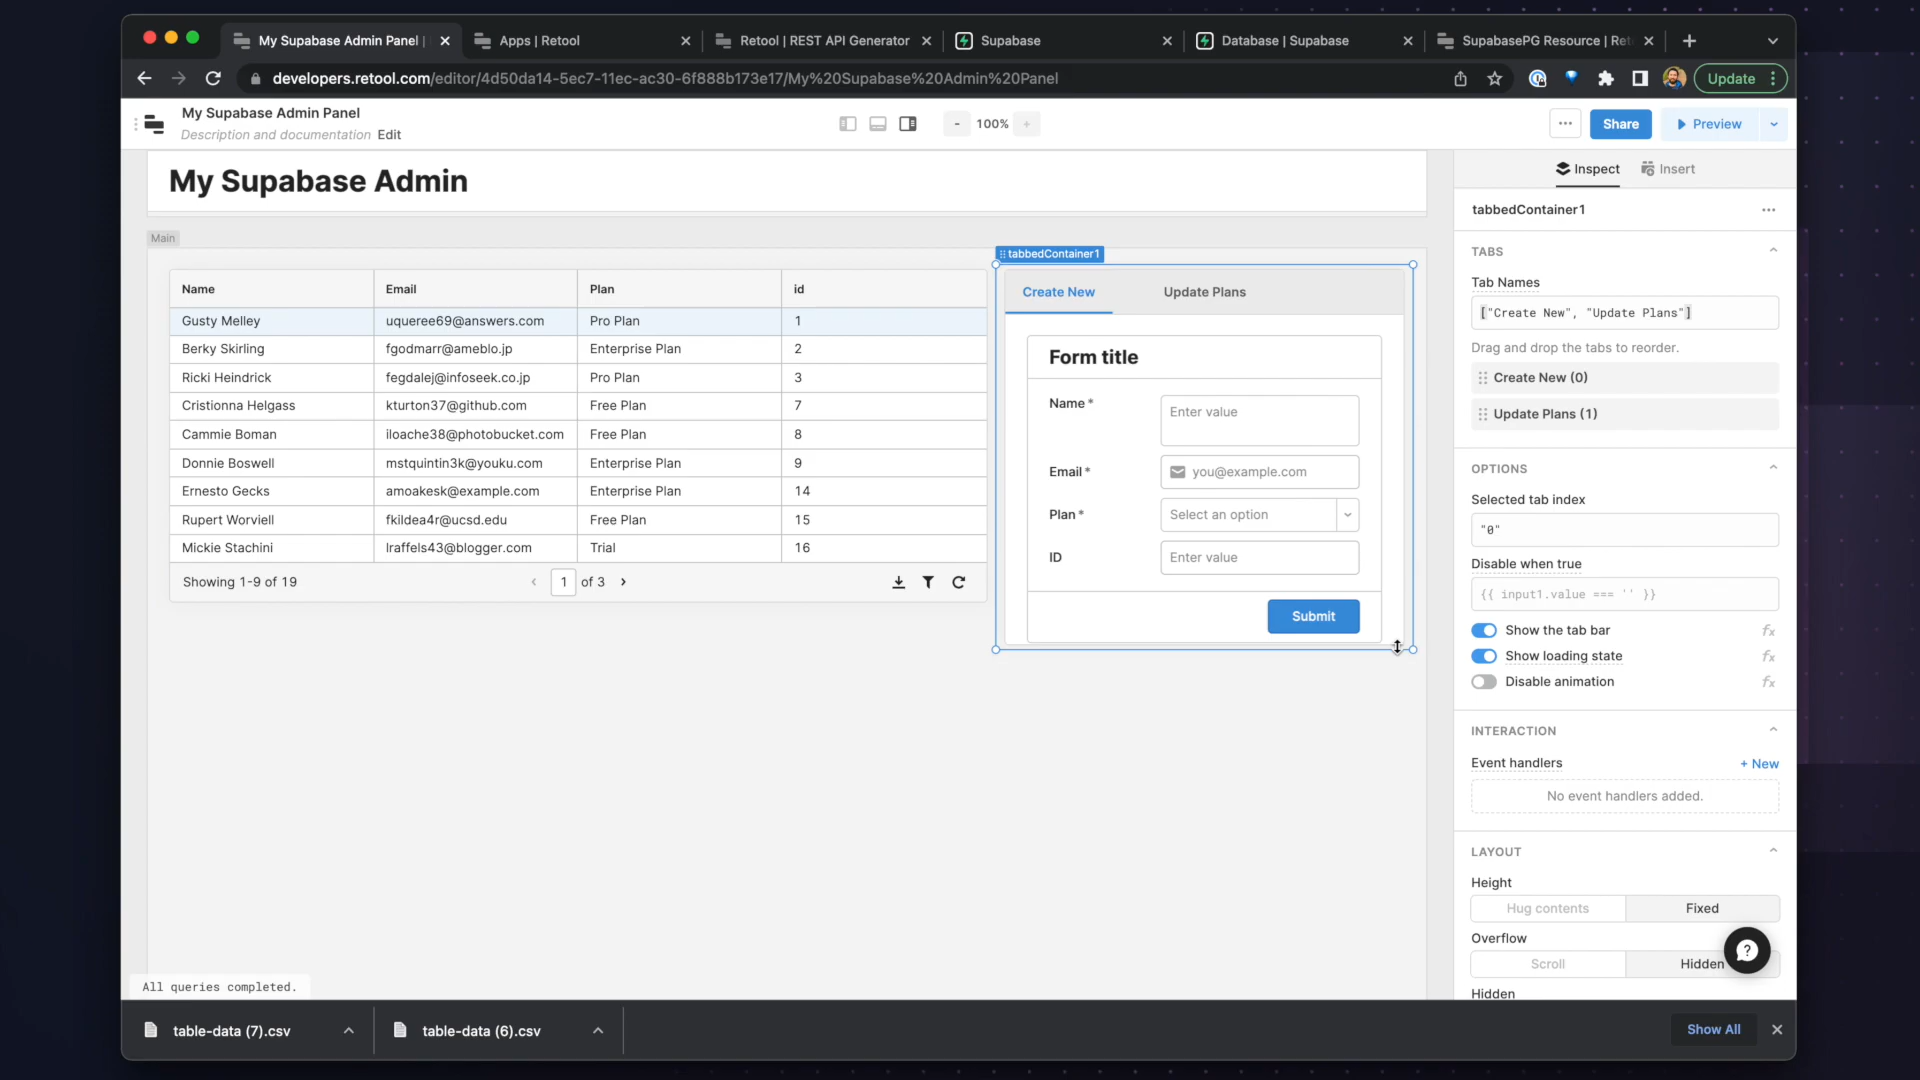 My Supabase Admin Panel |
Apps | Retool
Retool | REST API Generator
Supabase
Database | Supabase
SupabasePG Resource | Ret
developers.retool.com/editor/4d50da14-5ec7-11ec-ac30-6f888b173e17/My%20Supabase%20Admin%20Panel
Update
My Supabase Admin Panel
Description and documentation Edit
- 100% +
Share
Preview
My Supabase Admin
Main
Name Email Plan id
Gusty Melley uqueree69@answers.com Pro Plan 1
Berky Skirling fgodmarr@ameblo.jp Enterprise Plan 2
Ricki Heindrick fegdalej@infoseek.co.jp Pro Plan 3
Cristionna Helgass kturton37@github.com Free Plan 7
Cammie Boman iloache38@photobucket.com Free Plan 8
Donnie Boswell mstquintin3k@youku.com Enterprise Plan 9
Ernesto Gecks amoakesk@example.com Enterprise Plan 14
Rupert Worviell fkildea4r@ucsd.edu Free Plan 15
Mickie Stachini lraffels43@blogger.com Trial 16
Showing 1-9 of 19
1 of 3
tabbedContainer1
Create New Update Plans
Form title
Name * Enter value
Email * you@example.com
Plan * Select an option
ID Enter value
Submit
Inspect Insert
tabbedContainer1
TABS
Tab Names
["Create New", "Update Plans"]
Drag and drop the tabs to reorder.
Create New (0)
Update Plans (1)
OPTIONS
Selected tab index
"0"
Disable when true
{{ input1.value === '' }}
Show the tab bar fx
Show loading state fx
Disable animation fx
INTERACTION
Event handlers + New
No event handlers added.
LAYOUT
Height
Hug contents Fixed
Overflow
Scroll Hidden
Hidden
All queries completed.
table-data (7).csv
table-data (6).csv
Show All